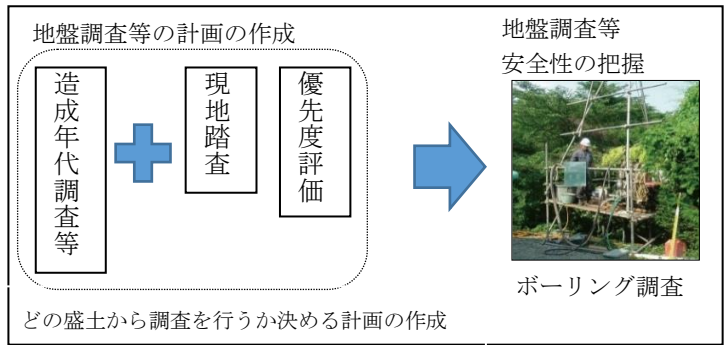 地盤調査等の計画の作成
造成年代調査等
現地踏査
優先度評価
どの盛土から調査を行うか決める計画の作成
地盤調査等
安全性の把握
ボーリング調査